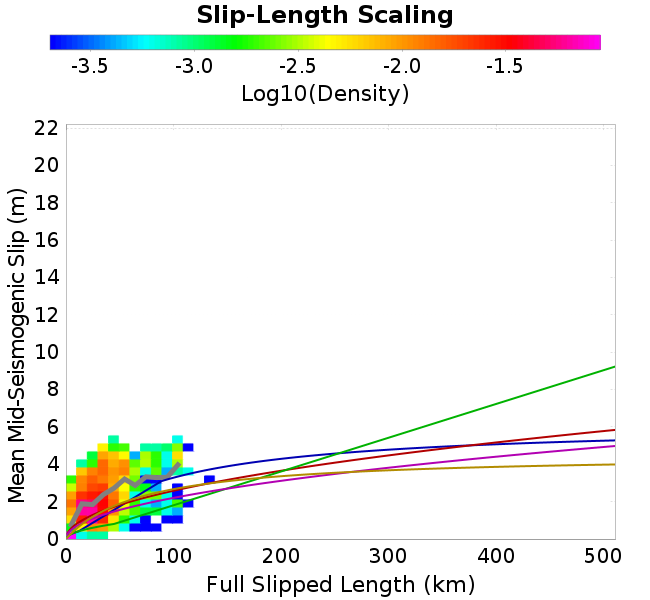 Slip-Length Scaling
-3.5 -3.0 -2.5 -2.0 -1.5
Log10(Density)
22
20
18
16
14
12
10
8
6
4
2
0
Mean Mid-Seismogenic Slip (m)
0 100 200 300 400 500
Full Slipped Length (km)